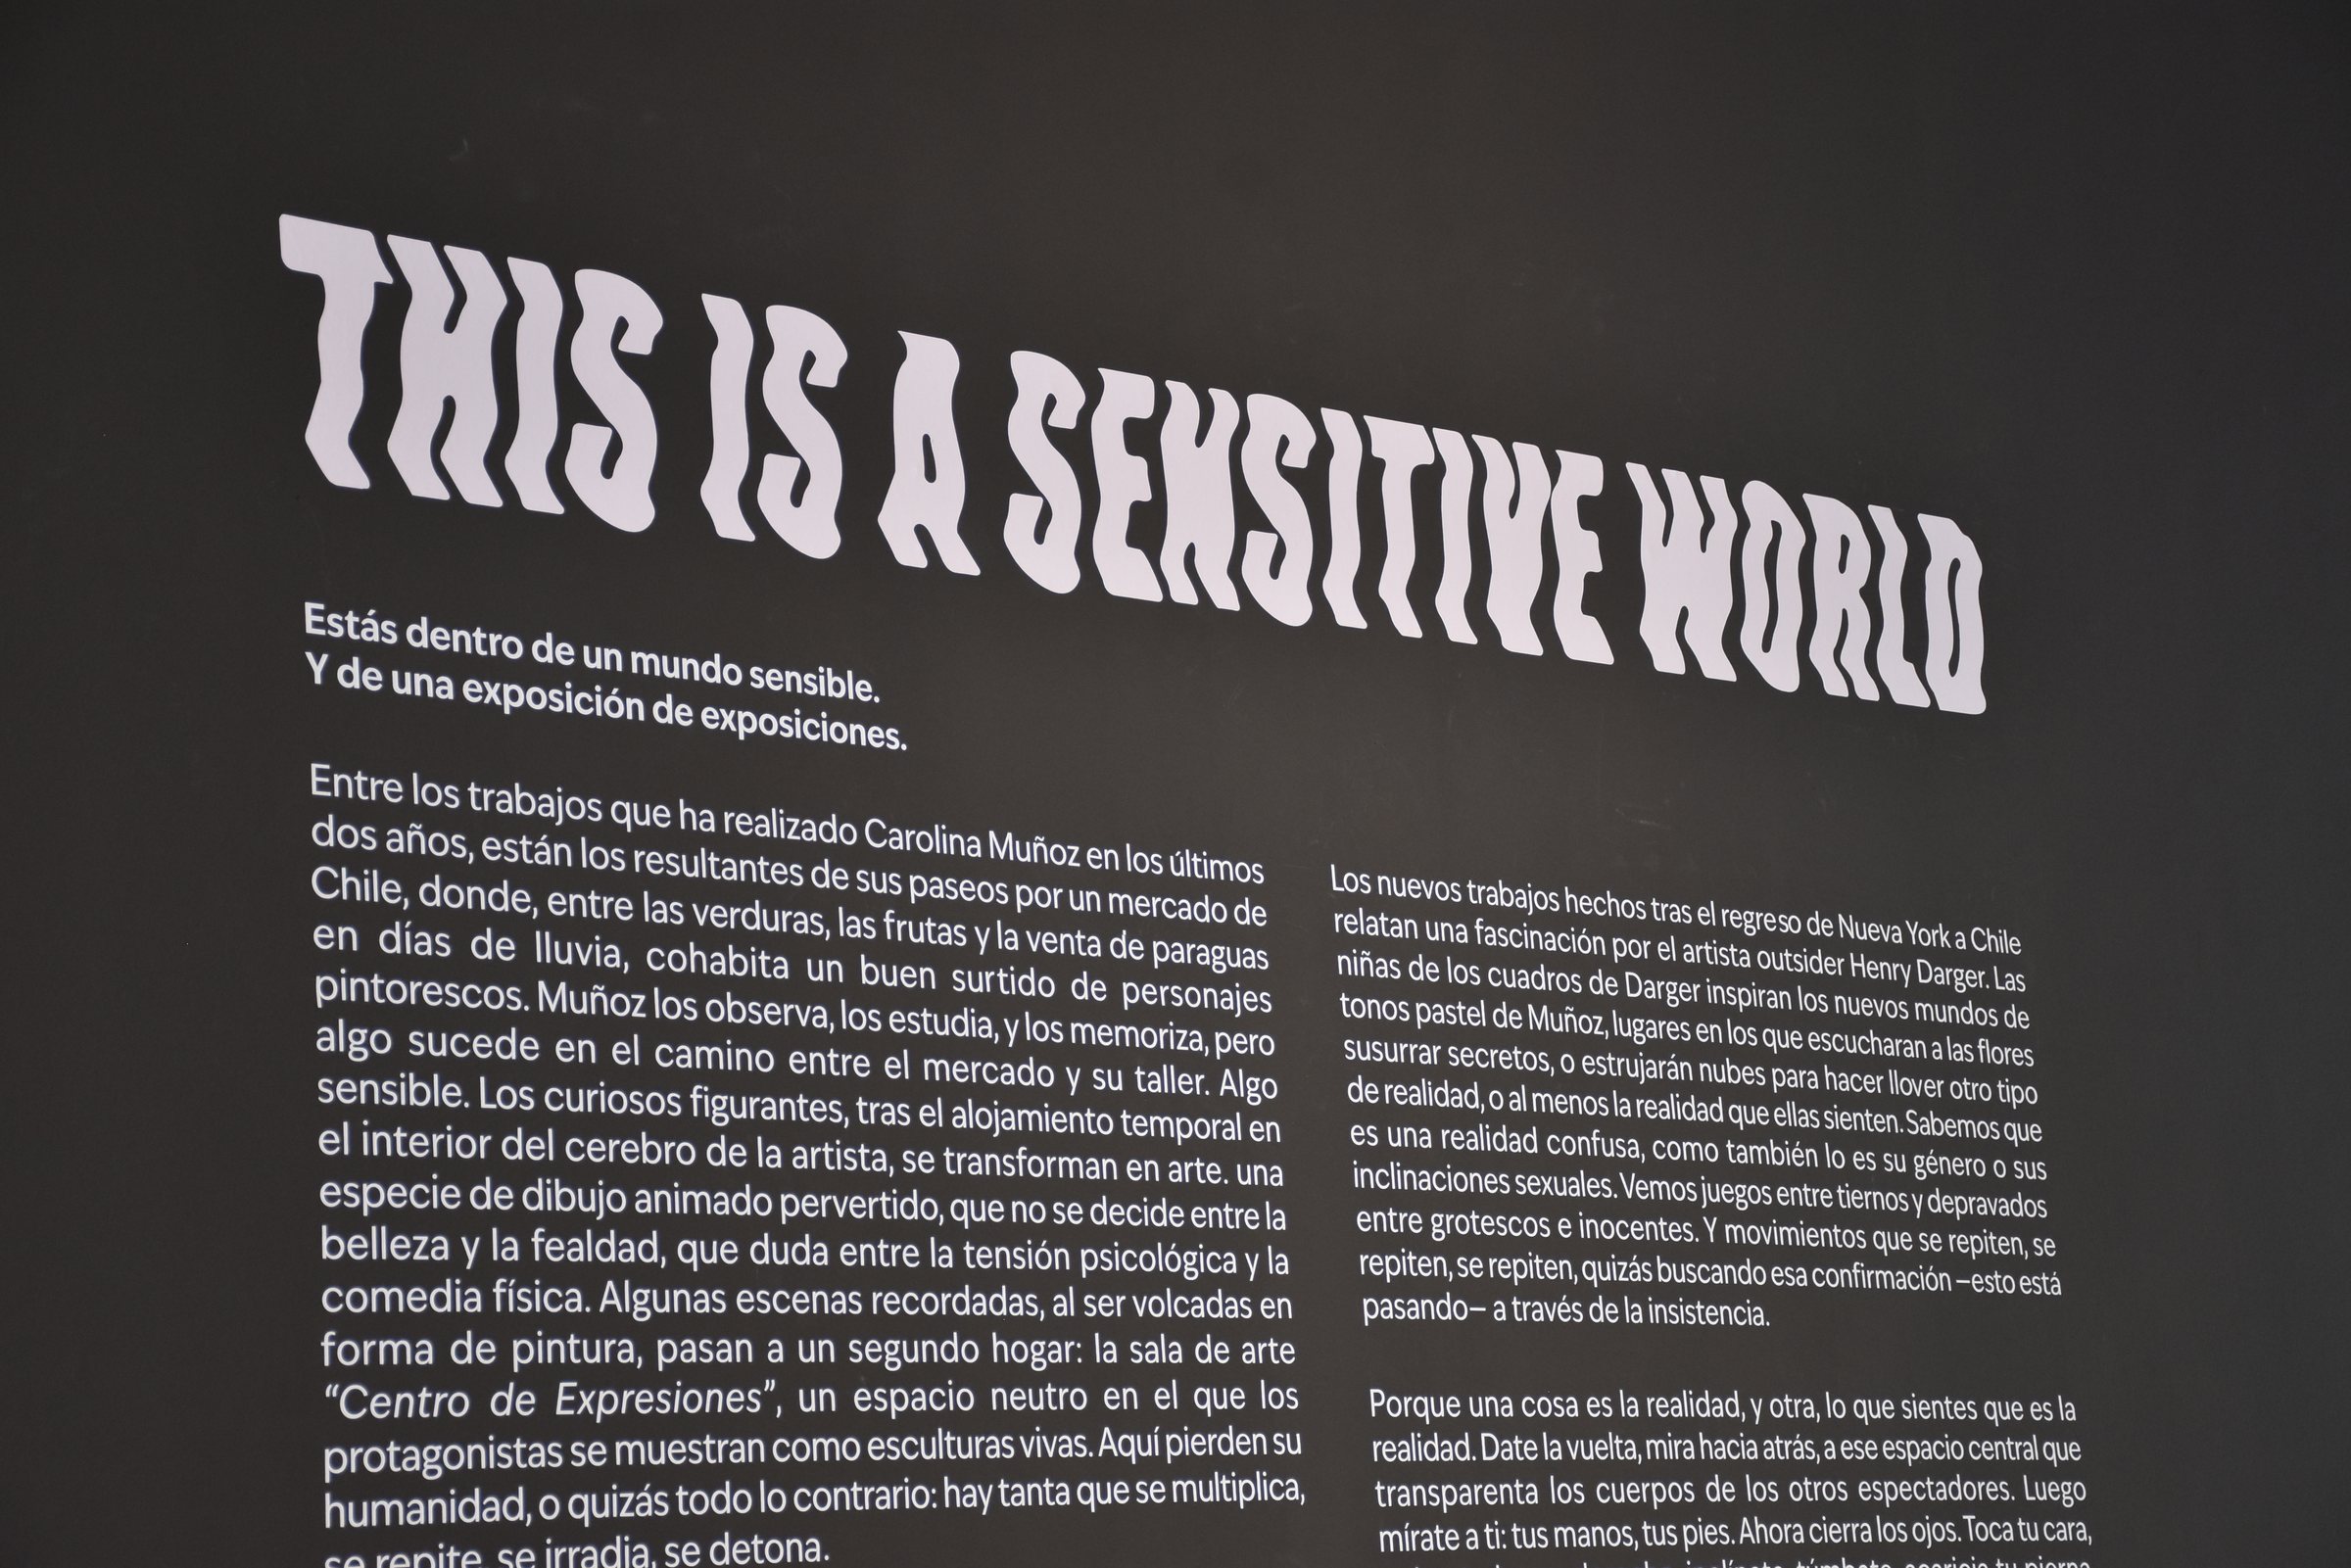 THIS IS A SENSITIVE WORLD
Estás dentro de un mundo sensible.
Y de una exposición de exposiciones.
Entre los trabajos que ha realizado Carolina Muñoz en los últimos
dos años, están los resultantes de sus paseos por un mercado de
Chile, donde, entre las verduras, las frutas y la venta de paraguas
en días de lluvia, cohabita un buen surtido de personajes
pintorescos. Muñoz los observa, los estudia, y los memoriza, pero
algo sucede en el camino entre el mercado y su taller. Algo
sensible. Los curiosos figurantes, tras el alojamiento temporal en
el interior del cerebro de la artista, se transforman en arte. una
especie de dibujo animado pervertido, que no se decide entre la
belleza y la fealdad, que duda entre la tensión psicológica y la
comedia física. Algunas escenas recordadas, al ser volcadas en
forma de pintura, pasan a un segundo hogar: la sala de arte
“Centro de Expresiones”, un espacio neutro en el que los
protagonistas se muestran como esculturas vivas. Aquí pierden su
humanidad, o quizás todo lo contrario: hay tanta que se multiplica,
se repite, se irradia, se detona.
Los nuevos trabajos hechos tras el regreso de Nueva York a Chile
relatan una fascinación por el artista outsider Henry Darger. Las
niñas de los cuadros de Darger inspiran los nuevos mundos de
tonos pastel de Muñoz, lugares en los que escucharan a las flores
susurrar secretos, o estrujarán nubes para hacer llover otro tipo
de realidad, o al menos la realidad que ellas sienten. Sabemos que
es una realidad confusa, como también lo es su género o sus
inclinaciones sexuales. Vemos juegos entre tiernos y depravados
entre grotescos e inocentes. Y movimientos que se repiten, se
repiten, se repiten, quizás buscando esa confirmación –esto está
pasando– a través de la insistencia.
Porque una cosa es la realidad, y otra, lo que sientes que es la
realidad. Date la vuelta, mira hacia atrás, a ese espacio central que
transparenta los cuerpos de los otros espectadores. Luego
mírate a ti: tus manos, tus pies. Ahora cierra los ojos. Toca tu cara,